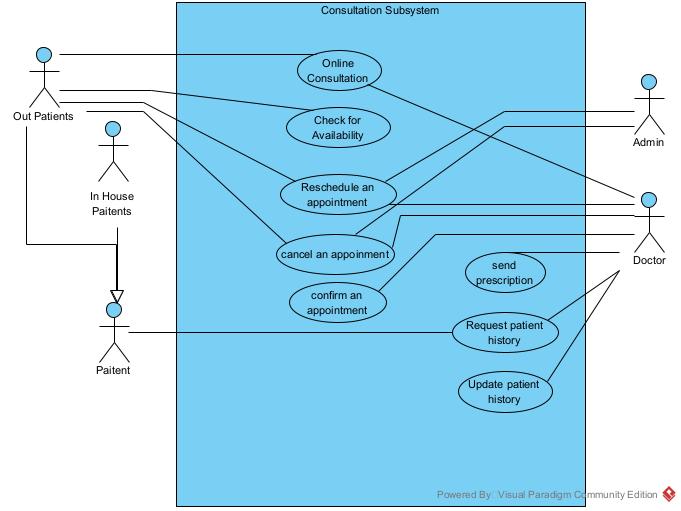 Consultation Subsystem
Out Patients
Online
Consultation
Admin
Check for
Availability
In House
Paitents
Reschedule an
appointment
cancel an appoinment
Doctor
send
prescription
confirm an
appointment
Request patient
history
Paitent
Update patient
history
Powered By: Visual Paradigm Community Edition